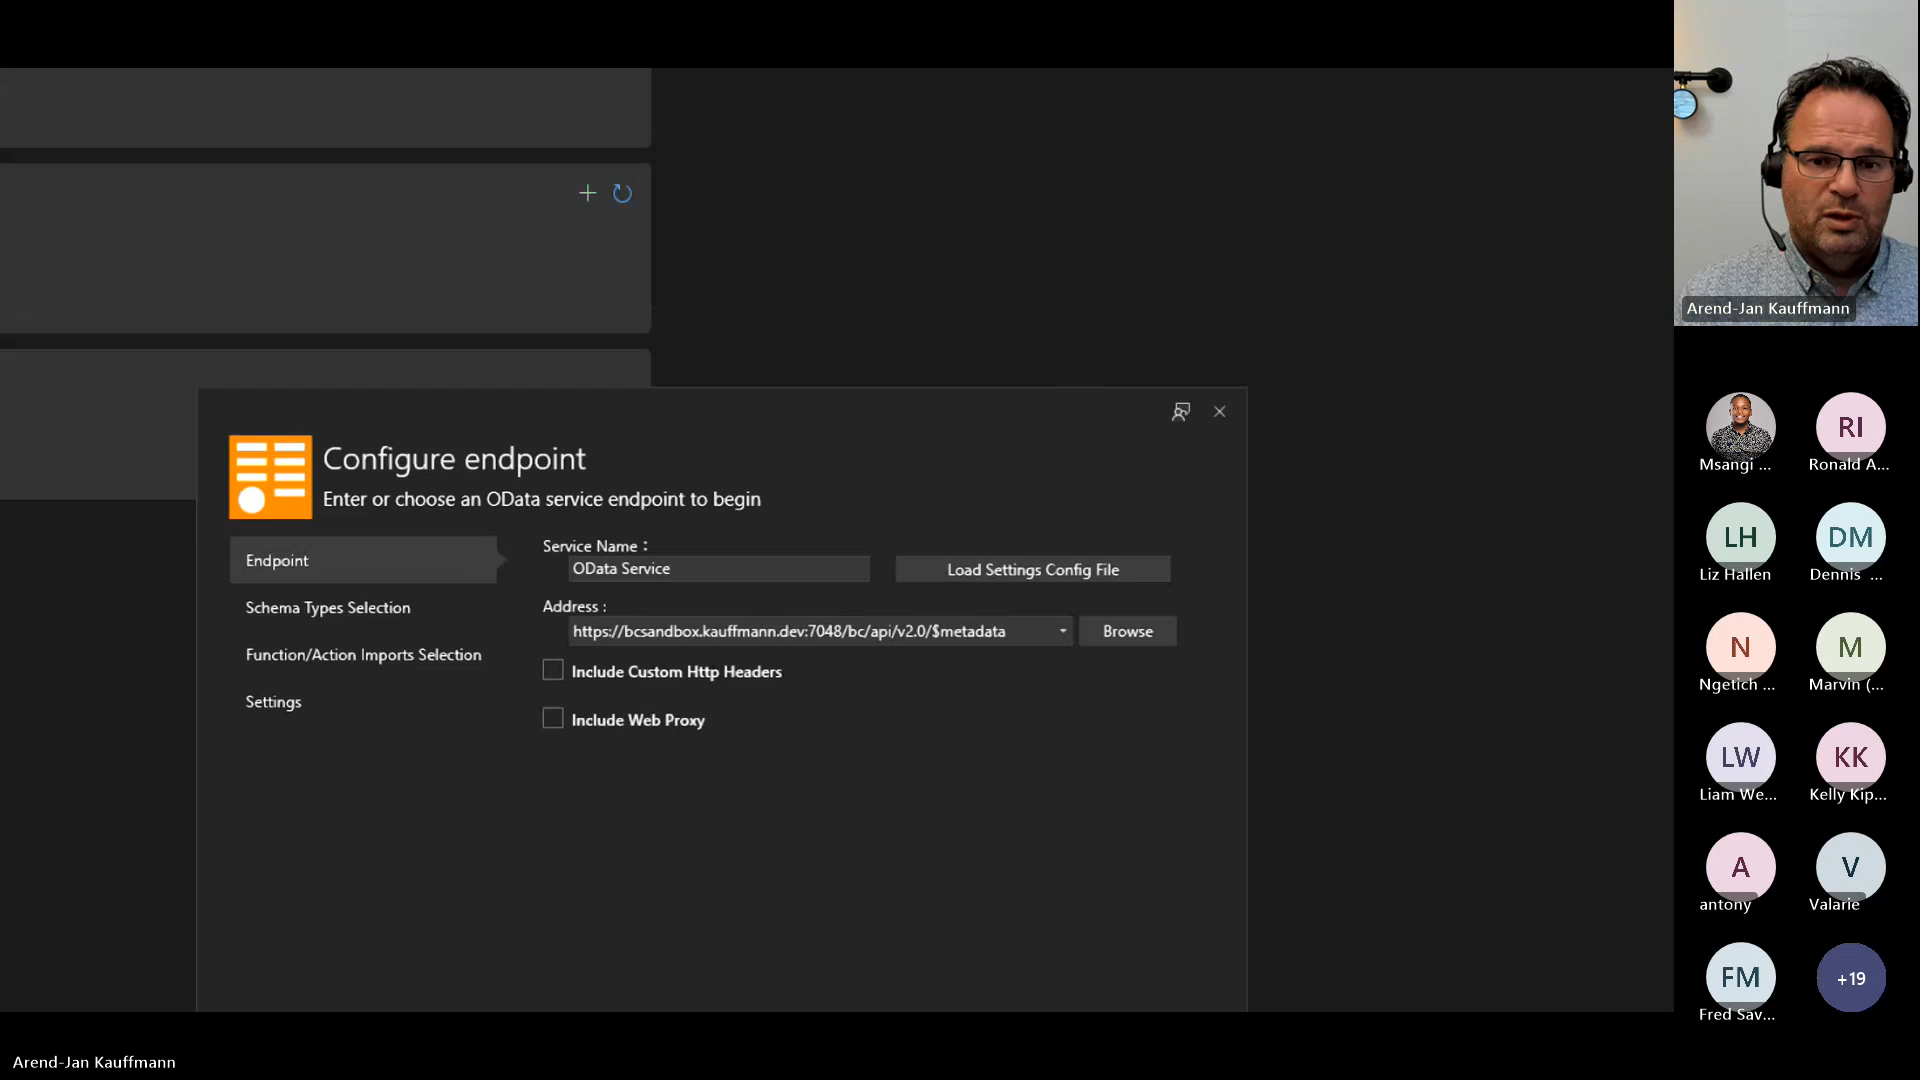 Configure endpoint
Enter or choose an OData service endpoint to begin
Endpoint
Schema Types Selection
Function/Action Imports Selection
Settings
Service Name :
OData Service
Load Settings Config File
Address :
https://bcsandbox.kauffmann.dev:7048/bc/api/v2.0/$metadata
Browse
Include Custom Http Headers
Include Web Proxy
Arend-Jan Kauffmann
Msangi ...
RI
Ronald A...
LH
Liz Hallen
DM
Dennis ...
N
Ngetich ...
M
Marvin (...
LW
Liam We...
KK
Kelly Kip...
A
antony
V
Valarie
FM
Fred Sav...
+19
Arend-Jan Kauffmann